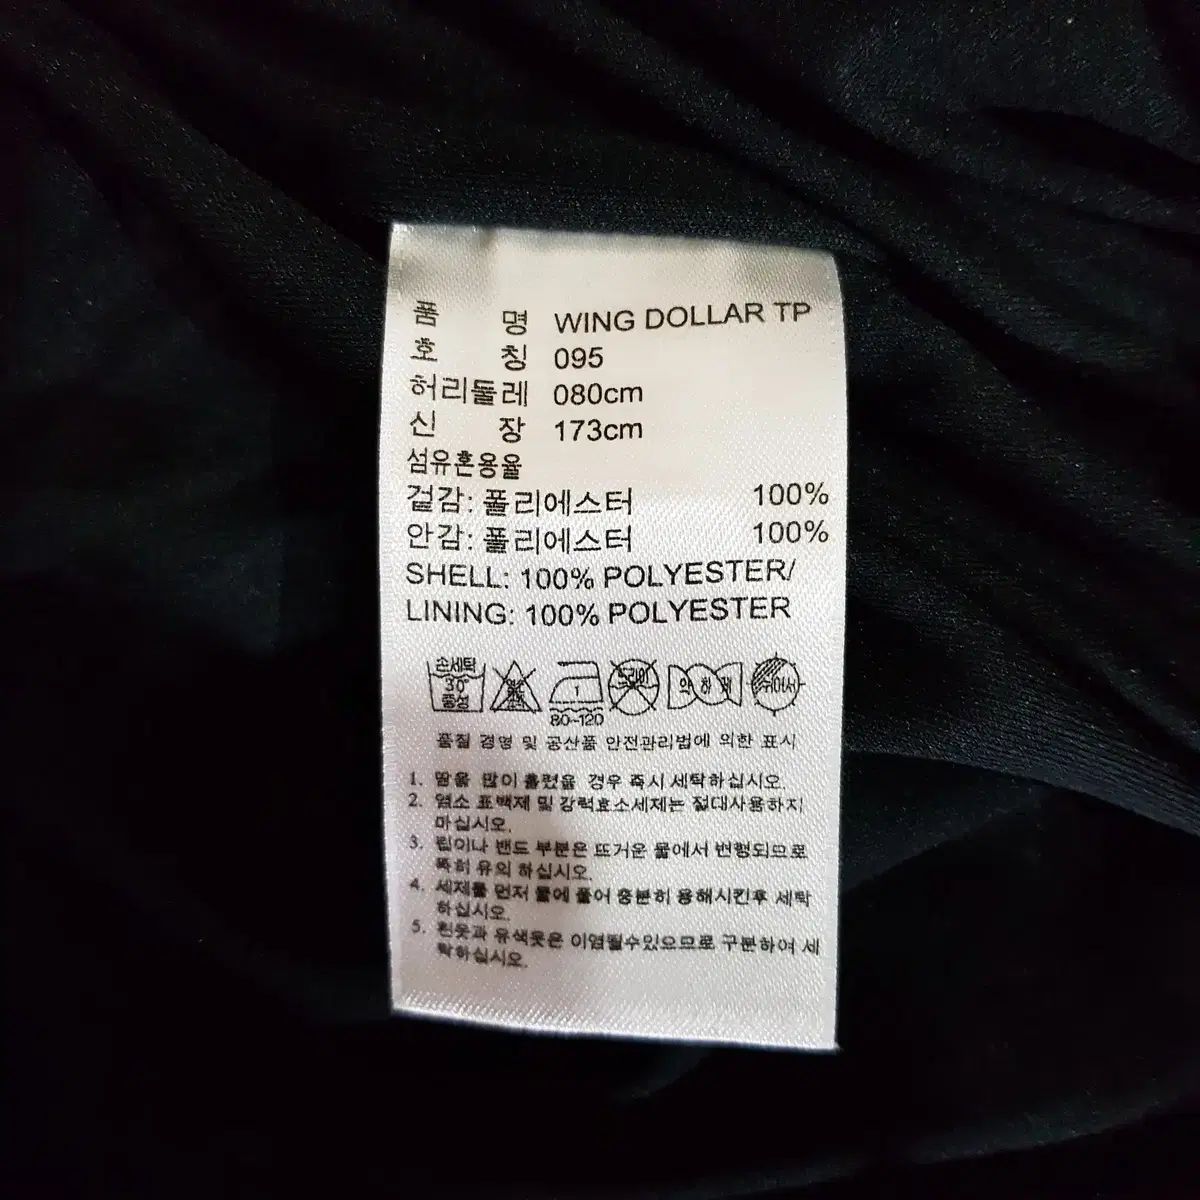 품 명 WING DOLLAR TP
호 칭 095
허리둘레 080cm
신 장 173cm
섬유혼용율
겉감: 폴리에스터 100%
안감: 폴리에스터 100%
SHELL: 100% POLYESTER/
LINING: 100% POLYESTER
손세탁 30° 중성 1 80~120 드라이 약하게 뉘어서
품질 경영 및 공산품 안전관리법에 의한 표시
1. 땀을 많이 흘렸을 경우 즉시 세탁하십시오.
2. 염소 표백제 및 강력효소세제는 절대사용하지
마십시오.
3. 립이나 밴드 부분은 뜨거운 물에서 변형되므로
특히 유의 하십시오.
4. 세제를 먼저 물에 풀어 충분히 용해시킨후 세탁
하십시오.
5. 흰옷과 유색옷은 이염될수있으므로 구분하여 세
탁하십시오.